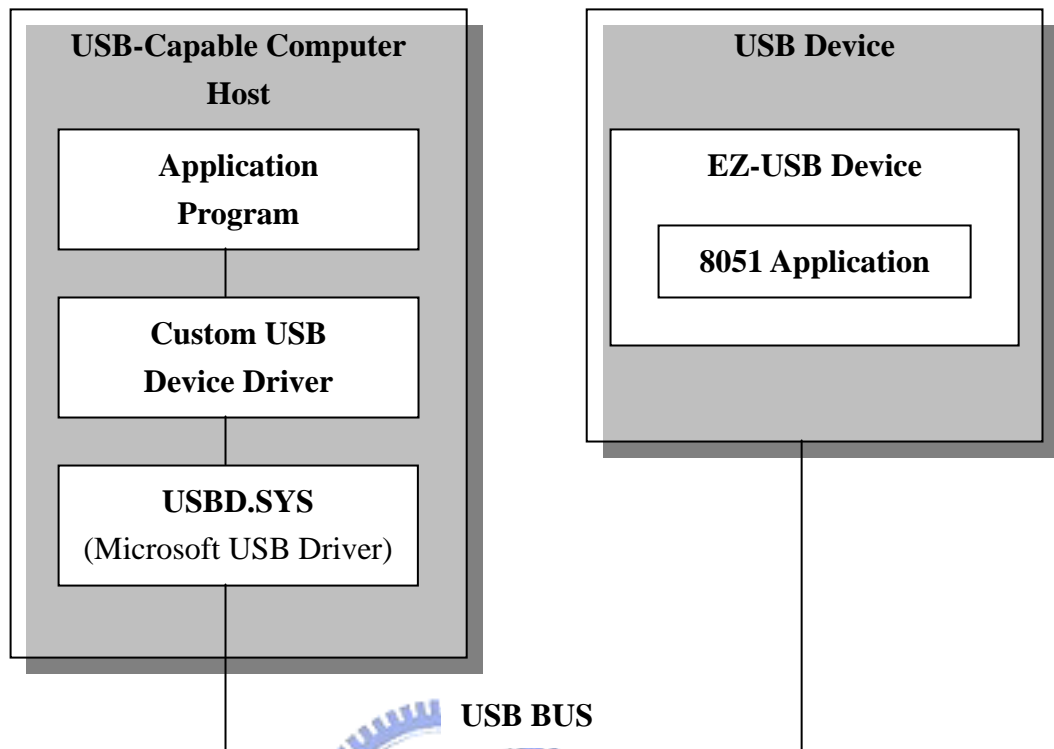 USB-Capable Computer
Host
Application
Program
Custom USB
Device Driver
USBD.SYS
(Microsoft USB Driver)
USB Device
EZ-USB Device
8051 Application
USB BUS